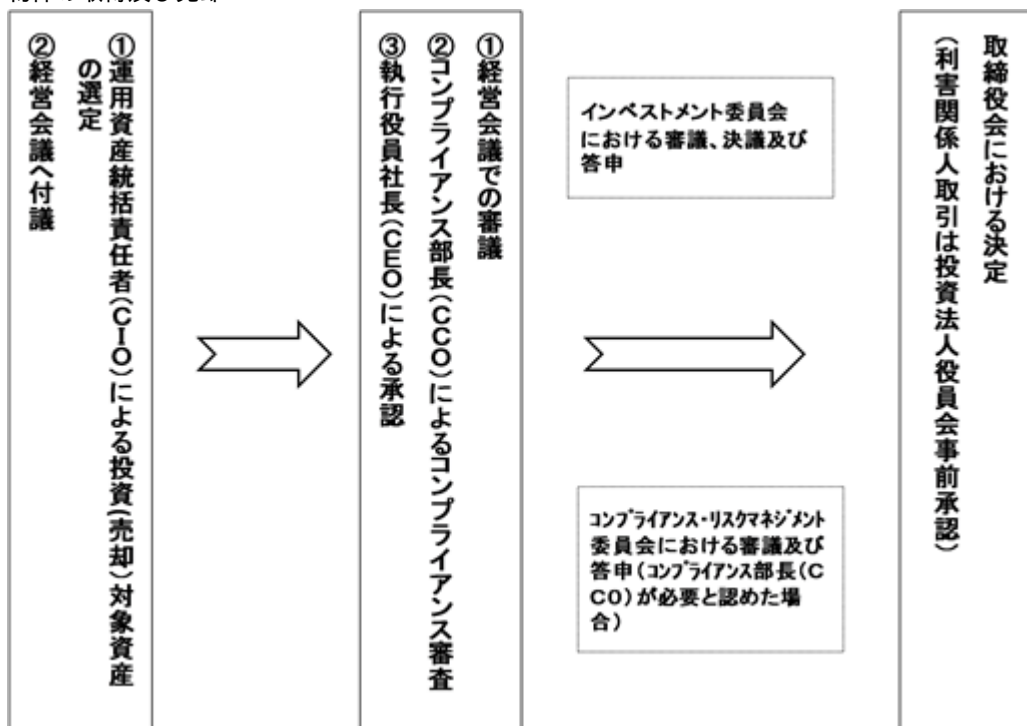 ①運用資産統括責任者(CIO)による投資(売却)対象資産
の選定
②経営会議へ付議
①経営会議での審議
②コンプライアンス部長(CCO)によるコンプライアンス審査
③執行役員社長(CEO)による承認
インベストメント委員会
における審議、決議及び
答申
コンプライアンス・リスクマネジメント
委員会における審議及び
答申(コンプライアンス部長(C
CO)が必要と認めた場
合)
取締役会における決定
(利害関係人取引は投資法人役員会事前承認)